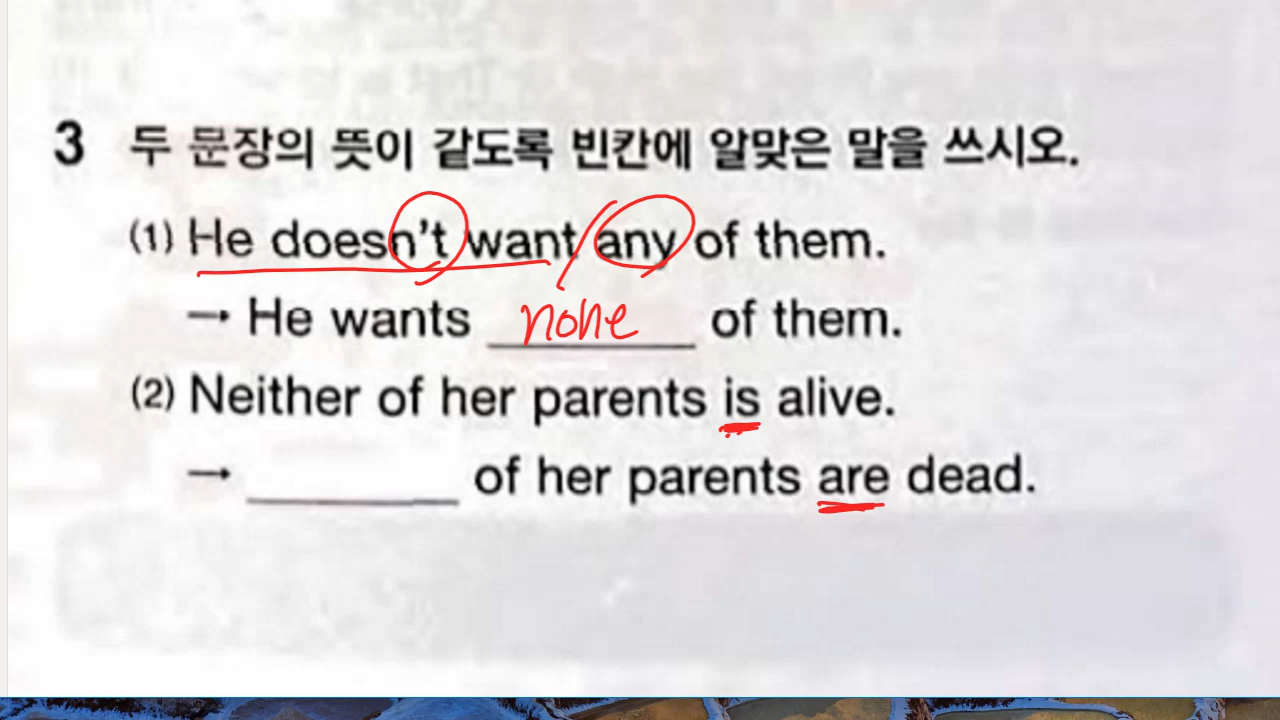 3 두 문장의 뜻이 같도록 빈칸에 알맞은 말을 쓰시오.
(1) He doesn't want any of them.
→ He wants none of them.
(2) Neither of her parents is alive.
→ ________ of her parents are dead.